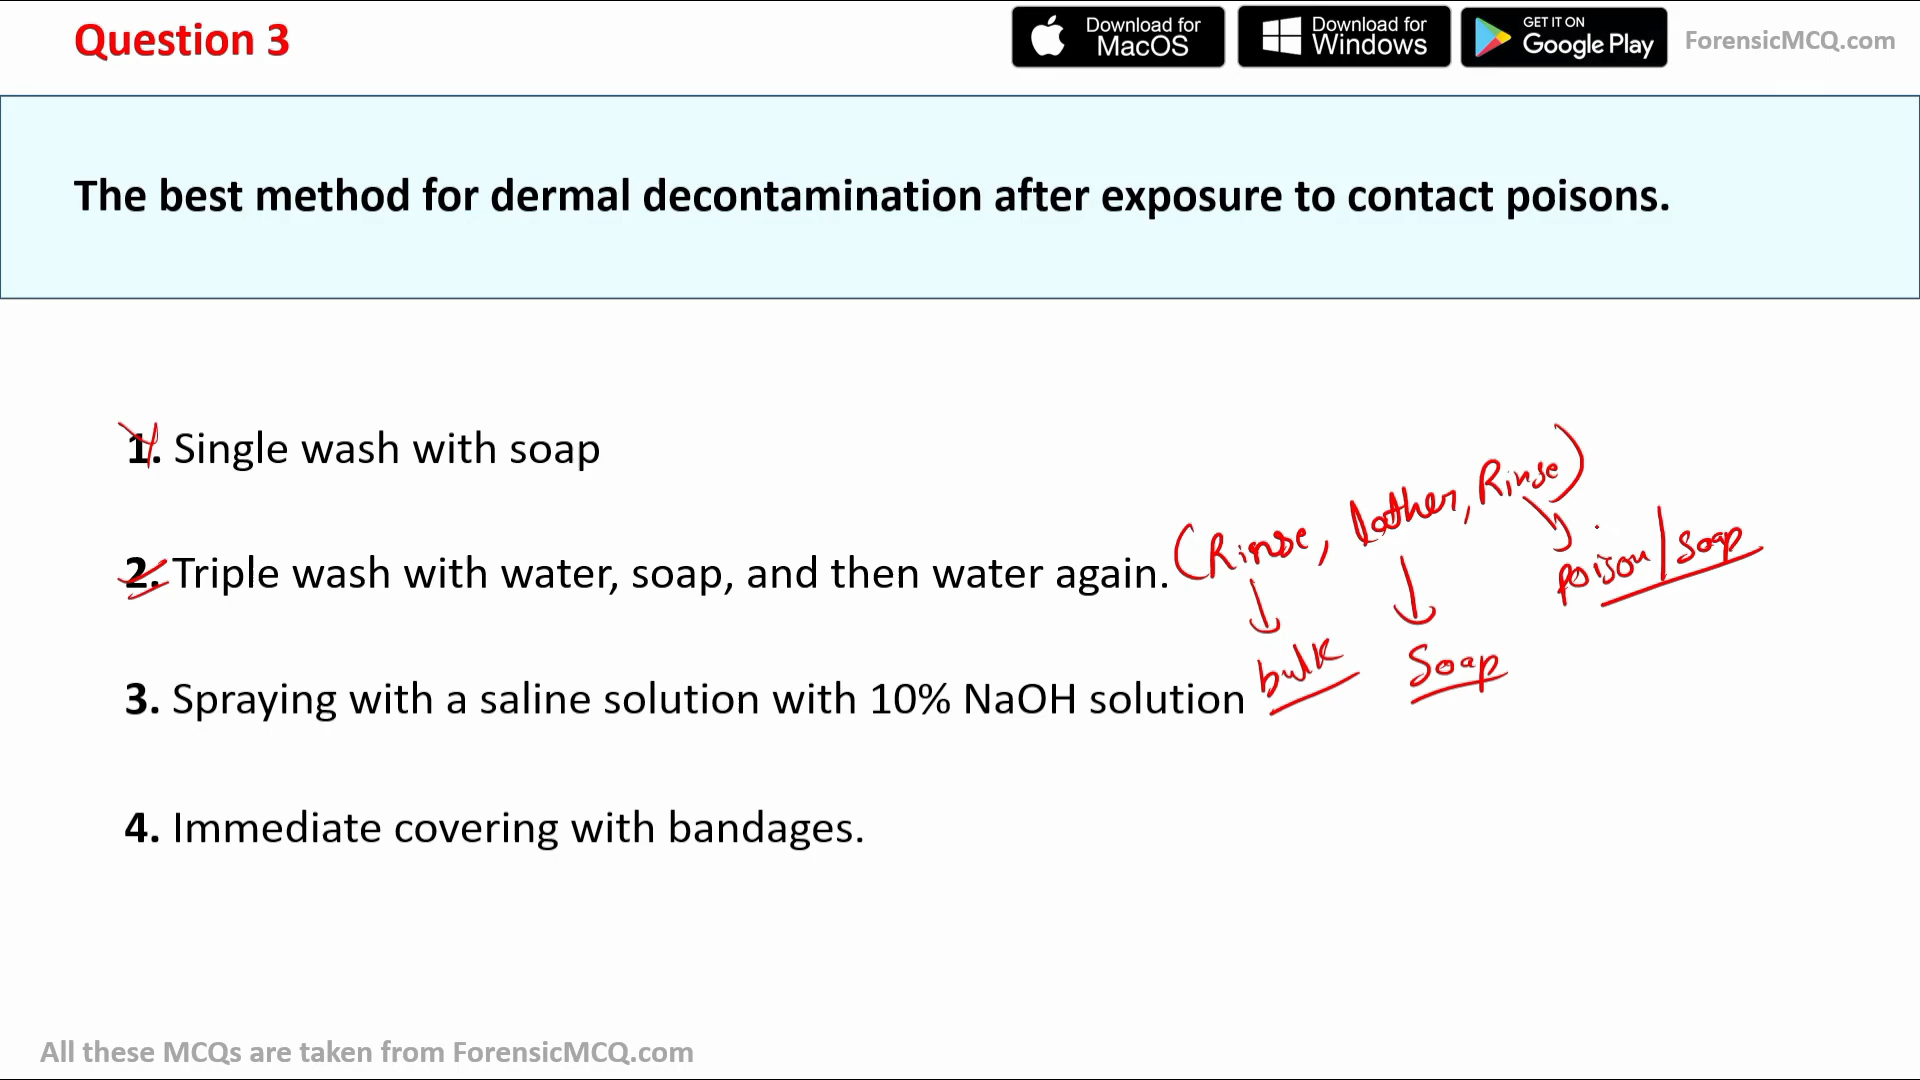 Question 3
Download for
MacOS
Download for
Windows
GET IT ON
Google Play
ForensicMCQ.com
The best method for dermal decontamination after exposure to contact poisons.
1. Single wash with soap
2. Triple wash with water, soap, and then water again.
(Rinse, Lather, Rinse)
poison/soap
bulk
Soap
3. Spraying with a saline solution with 10% NaOH solution
4. Immediate covering with bandages.
All these MCQs are taken from ForensicMCQ.com